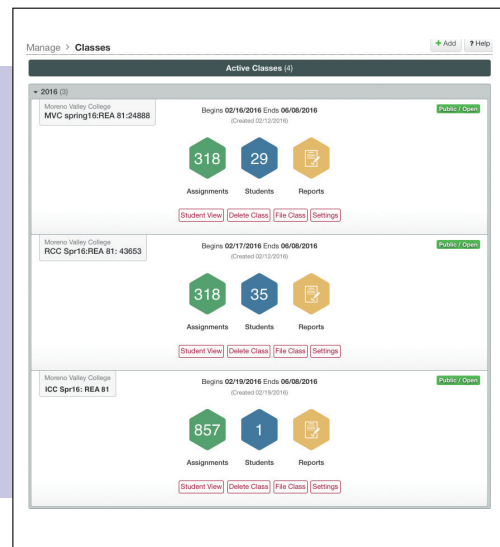 Manage > Classes
+ Add ? Help
Active Classes (4)
2016 (3)
Moreno Valley College
MVC spring16:REA 81:24888
Begins 02/16/2016 Ends 06/08/2016
(Created 02/12/2016)
Public / Open
318 29
Assignments Students Reports
Student View Delete Class File Class Settings
Moreno Valley College
RCC Spr16:REA 81: 43653
Begins 02/17/2016 Ends 06/08/2016
(Created 02/12/2016)
Public / Open
318 35
Assignments Students Reports
Student View Delete Class File Class Settings
Moreno Valley College
iCC Spr16: REA 81
Begins 02/19/2016 Ends 06/08/2016
(Created 02/19/2016)
Public / Open
857 1
Assignments Students Reports
Student View Delete Class File Class Settings